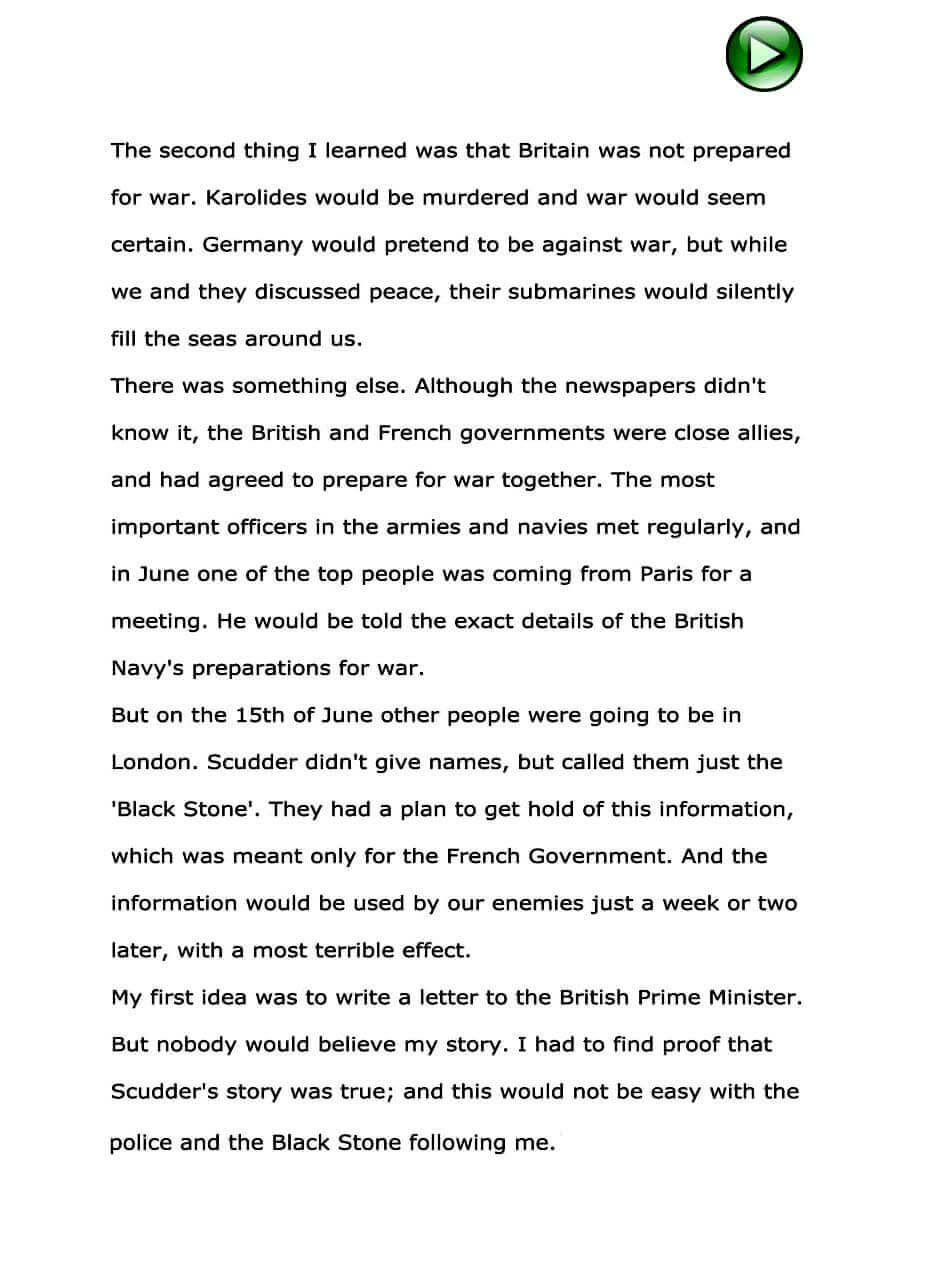 The second thing I learned was that Britain was not prepared
for war. Karolides would be murdered and war would seem
certain. Germany would pretend to be against war, but while
we and they discussed peace, their submarines would silently
fill the seas around us.
There was something else. Although the newspapers didn't
know it, the British and French governments were close allies,
and had agreed to prepare for war together. The most
important officers in the armies and navies met regularly, and
in June one of the top people was coming from Paris for a
meeting. He would be told the exact details of the British
Navy's preparations for war.
But on the 15th of June other people were going to be in
London. Scudder didn't give names, but called them just the
'Black Stone'. They had a plan to get hold of this information,
which was meant only for the French Government. And the
information would be used by our enemies just a week or two
later, with a most terrible effect.
My first idea was to write a letter to the British Prime Minister.
But nobody would believe my story. I had to find proof that
Scudder's story was true; and this would not be easy with the
police and the Black Stone following me.